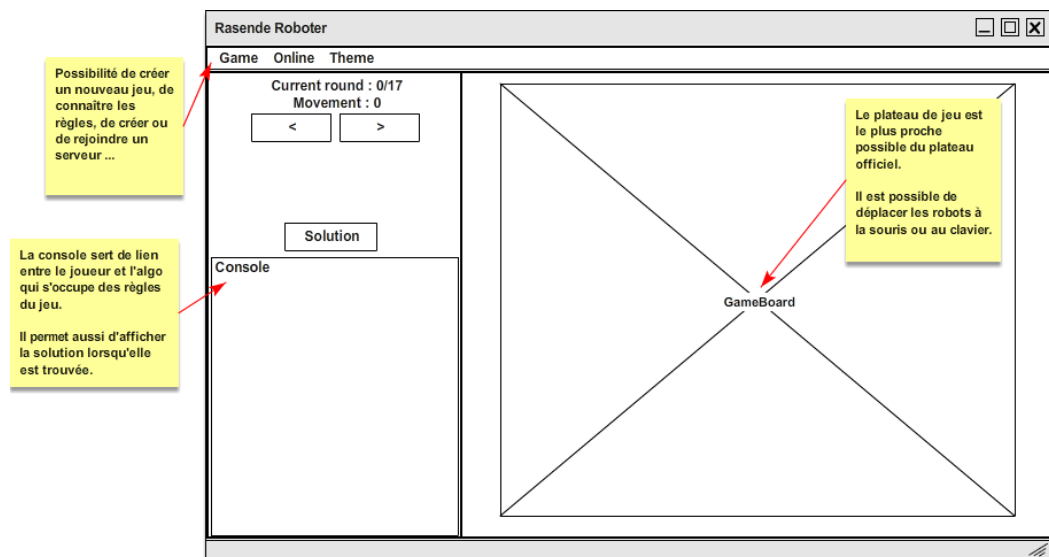 Rasende Roboter
Game Online Theme
Possibilité de créer
un nouveau jeu, de
connaître les
règles, de créer ou
de rejoindre un
serveur ...
Current round : 0/17
Movement : 0
< >
Solution
La console sert de lien
entre le joueur et l'algo
qui s'occupe des règles
du jeu.
Il permet aussi d'afficher
la solution lorsqu'elle
est trouvée.
Console
Le plateau de jeu est
le plus proche
possible du plateau
officiel.
Il est possible de
déplacer les robots à
la souris ou au clavier.
GameBoard